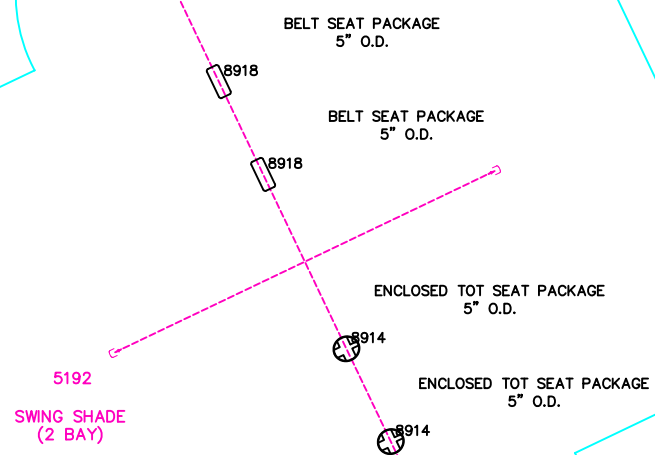 BELT SEAT PACKAGE
5" O.D.
8918
BELT SEAT PACKAGE
5" O.D.
8918
ENCLOSED TOT SEAT PACKAGE
5" O.D.
8914
5192
ENCLOSED TOT SEAT PACKAGE
5" O.D.
SWING SHADE
(2 BAY)
8914